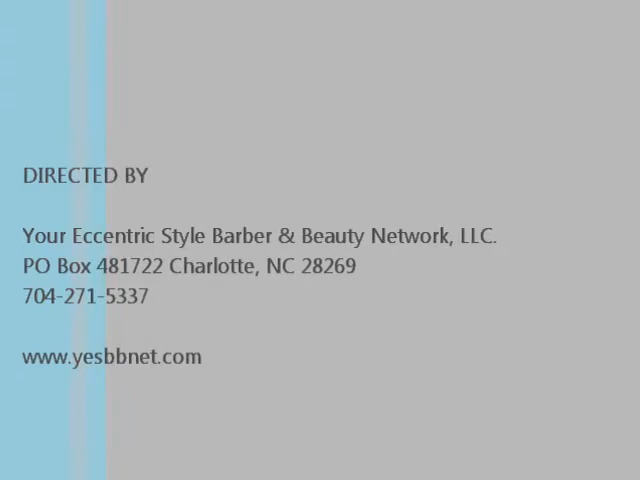 DIRECTED BY
Your Eccentric Style Barber & Beauty Network, LLC.
PO Box 481722 Charlotte, NC 28269
704-271-5337
www.yesbbnet.com